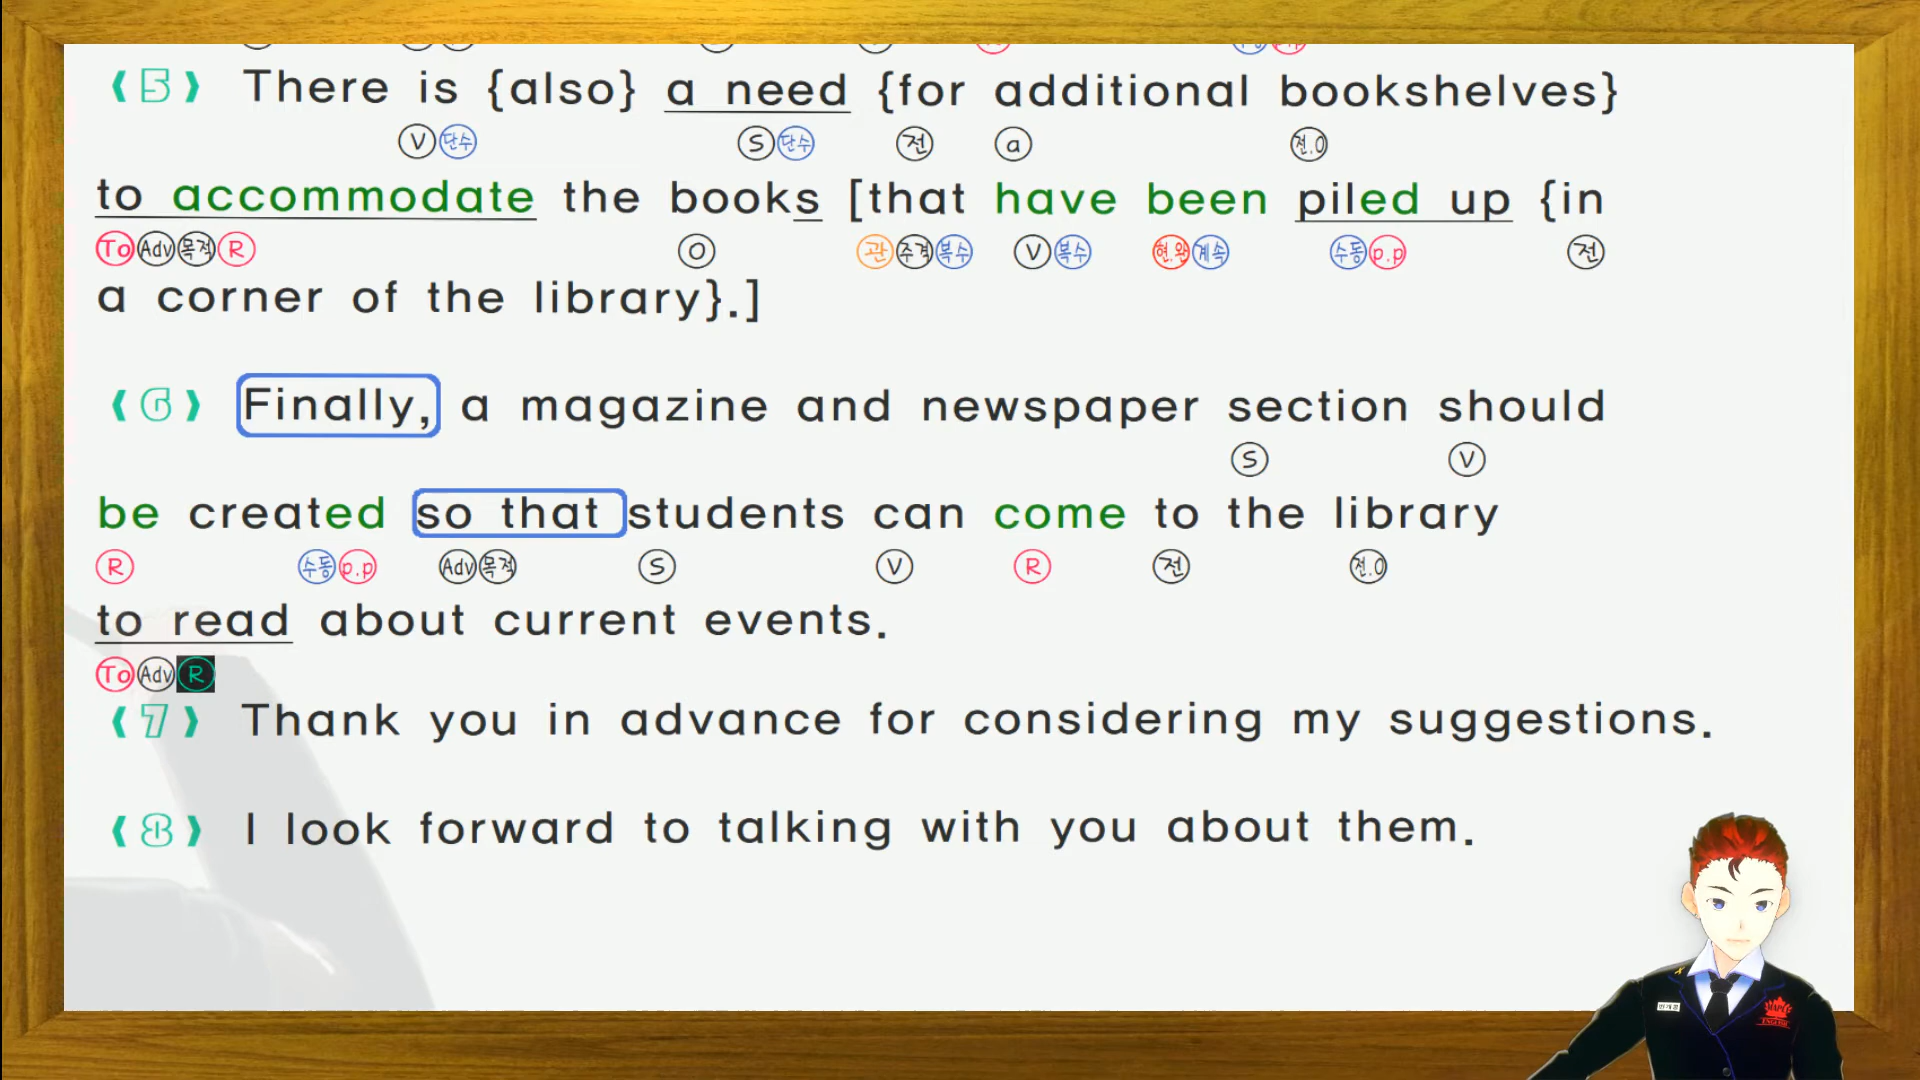 ❰5❱ There is {also} a need {for additional bookshelves}
V 단수 S 단수 전 a 전.O
to accommodate the books [that have been piled up {in
To Adv 목적 R O 관 주격 복수 V 복수 현.완 계속 수동 p.p 전
a corner of the library}.]
❰6❱ Finally, a magazine and newspaper section should
S V
be created so that students can come to the library
R 수동 p.p Adv 목적 S V R 전 전.O
to read about current events.
To Adv R
❰7❱ Thank you in advance for considering my suggestions.
❰8❱ I look forward to talking with you about them.